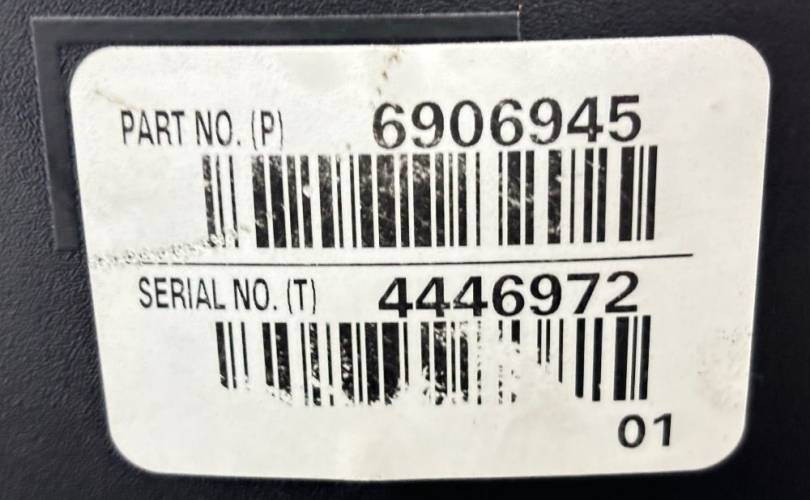 PART NO. (P) 6906945
SERIAL NO. (T) 4446972
01